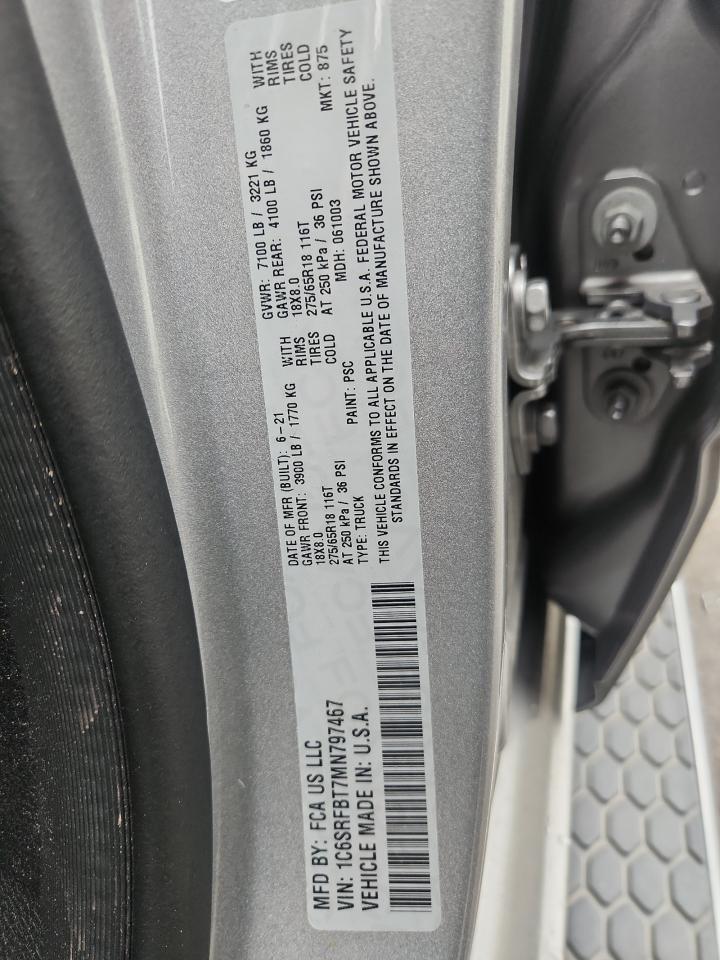 MFD BY: FCA US LLC
VIN: 1C6SRFBT7MN797467
VEHICLE MADE IN: U.S.A.
DATE OF MFR (BUILT): 6-21
GAWR FRONT: 3900 LB / 1770 KG WITH
18X8.0 RIMS
275/65R18 116T TIRES
AT 250 kPa / 36 PSI COLD
TYPE: TRUCK PAINT: PSC
GVWR: 7100 LB / 3221 KG
GAWR REAR: 4100 LB / 1860 KG WITH
18X8.0 RIMS
275/65R18 116T TIRES
AT 250 kPa / 36 PSI COLD
MDH: 061003 MKT: 875
THIS VEHICLE CONFORMS TO ALL APPLICABLE U.S.A. FEDERAL MOTOR VEHICLE SAFETY
STANDARDS IN EFFECT ON THE DATE OF MANUFACTURE SHOWN ABOVE.